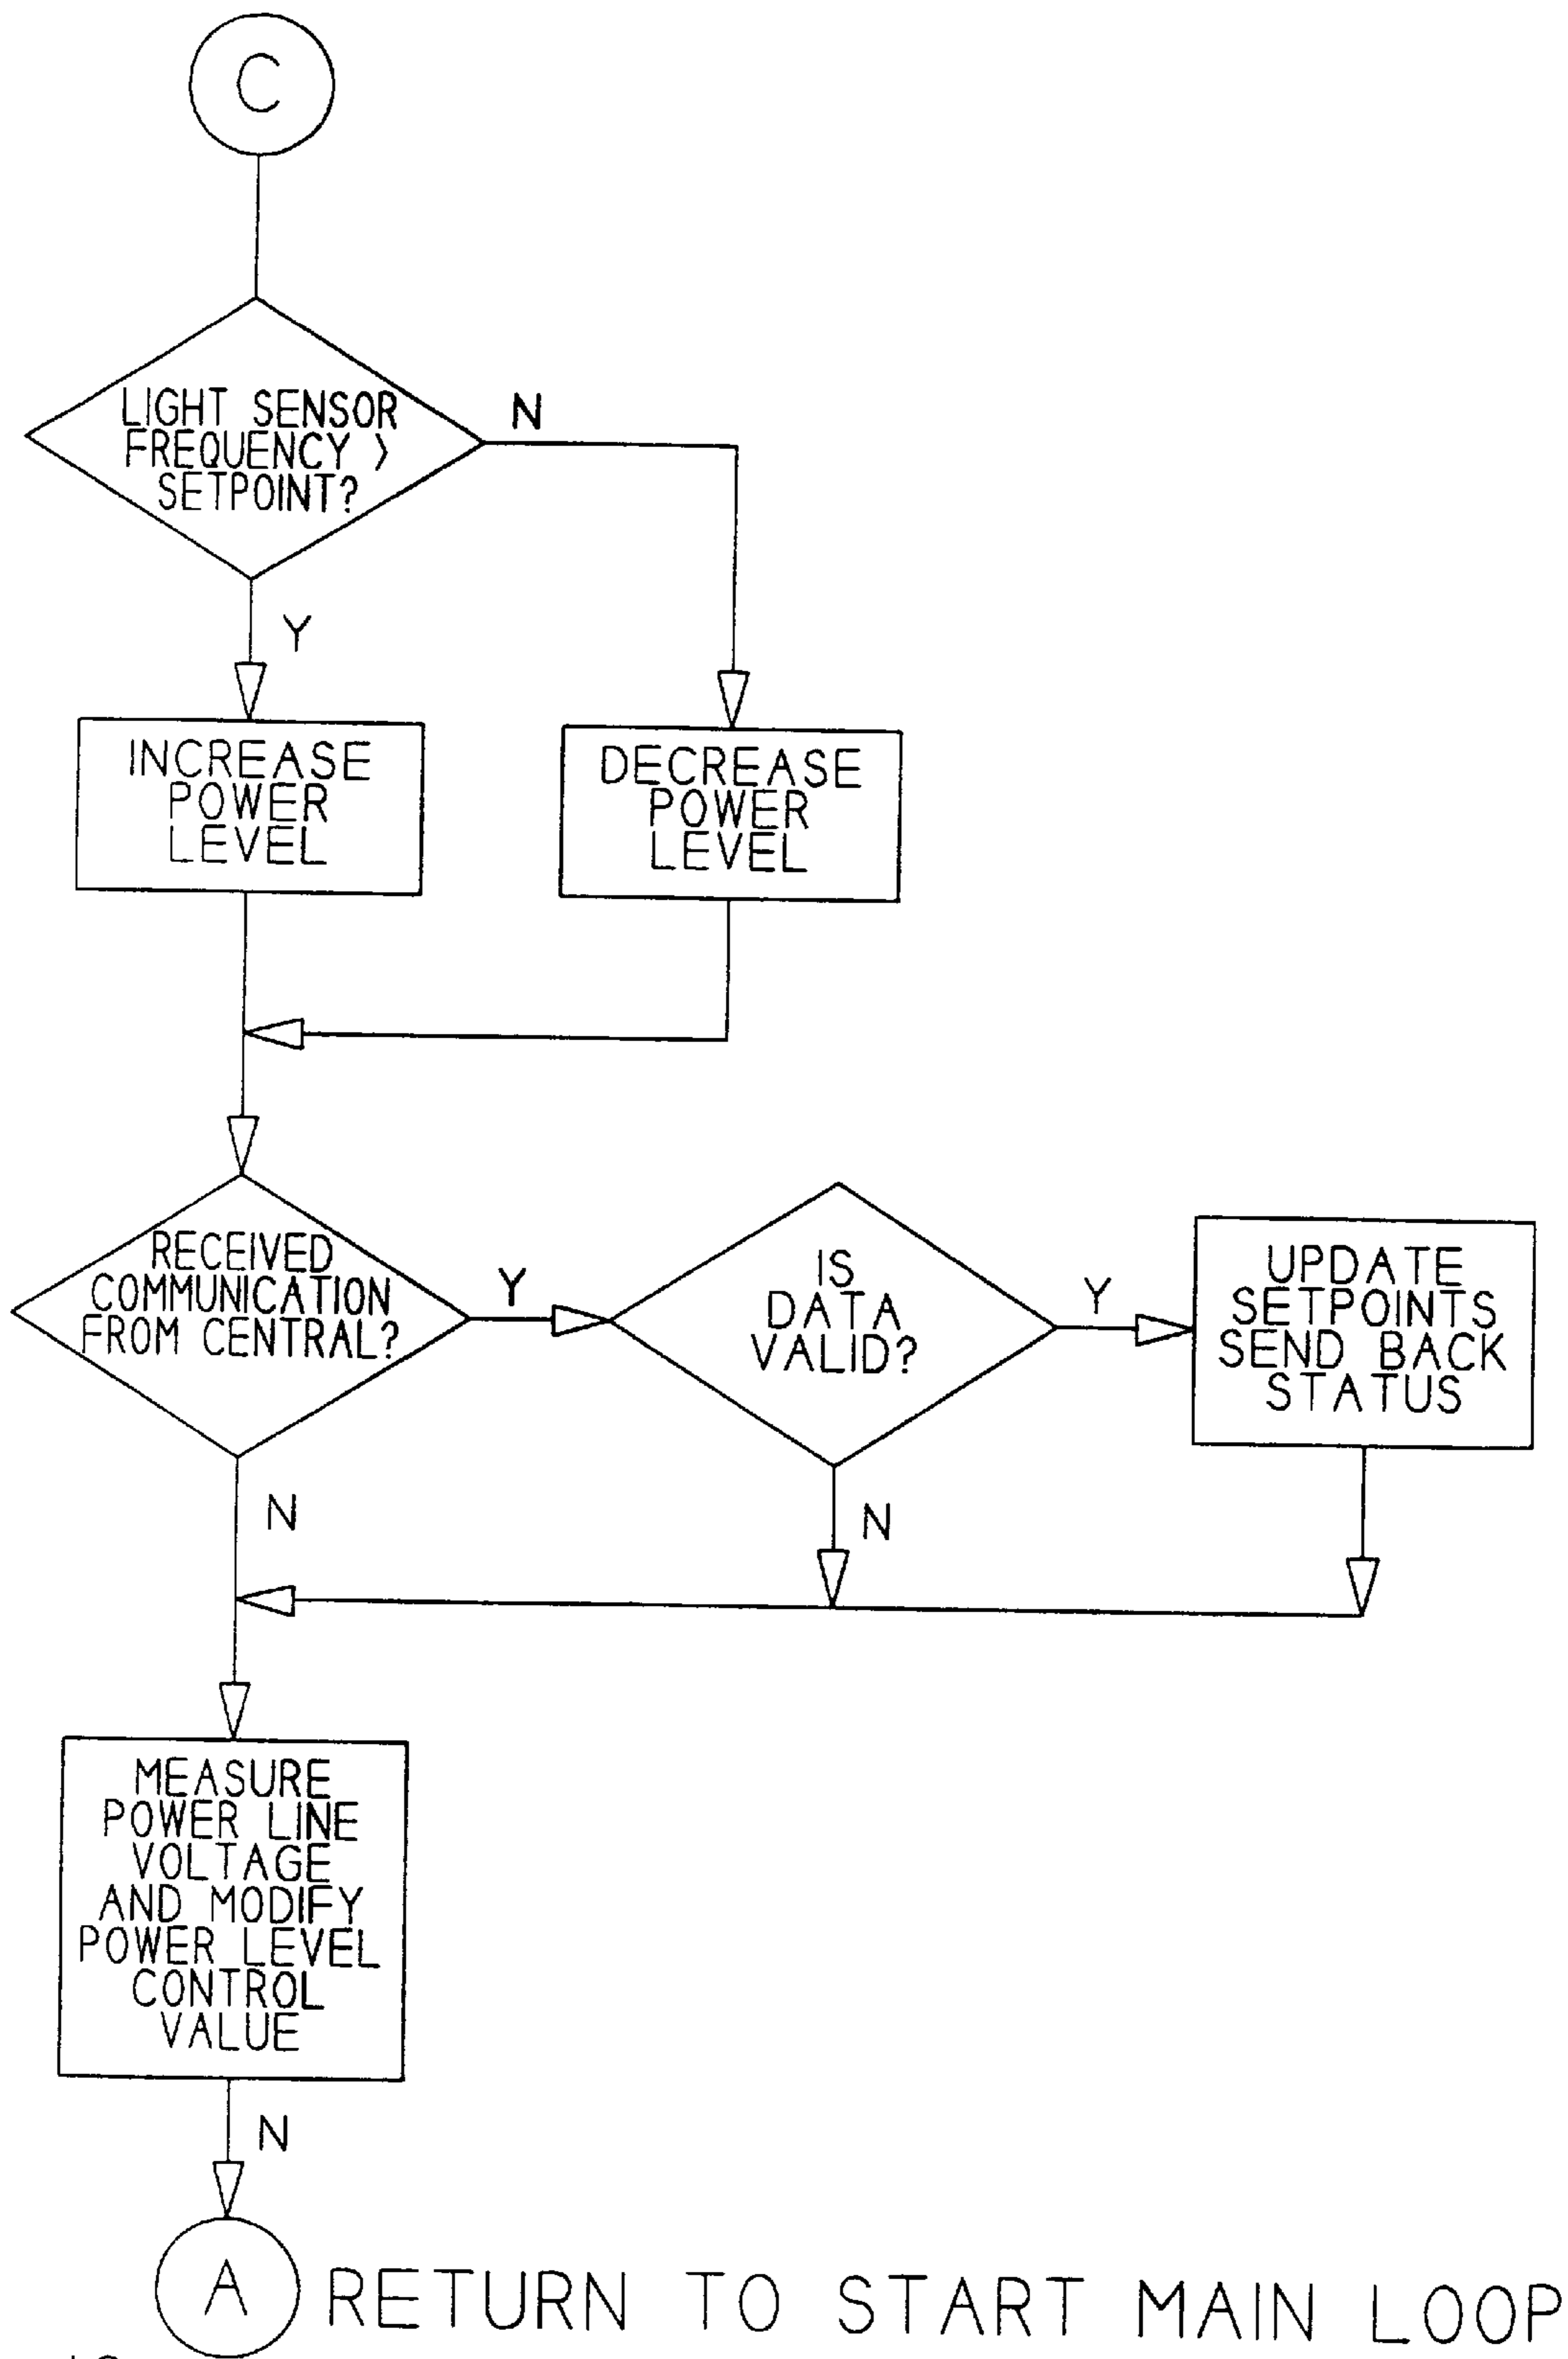 C
LIGHT SENSOR
FREQUENCY >
SETPOINT?
N
Y
INCREASE
POWER
LEVEL
DECREASE
POWER
LEVEL
RECEIVED
COMMUNICATION
FROM CENTRAL?
Y
IS
DATA
VALID?
Y
UPDATE
SETPOINTS
SEND BACK
STATUS
N
N
MEASURE
POWER LINE
VOLTAGE
AND MODIFY
POWER LEVEL
CONTROL
VALUE
N
A
RETURN TO START MAIN LOOP